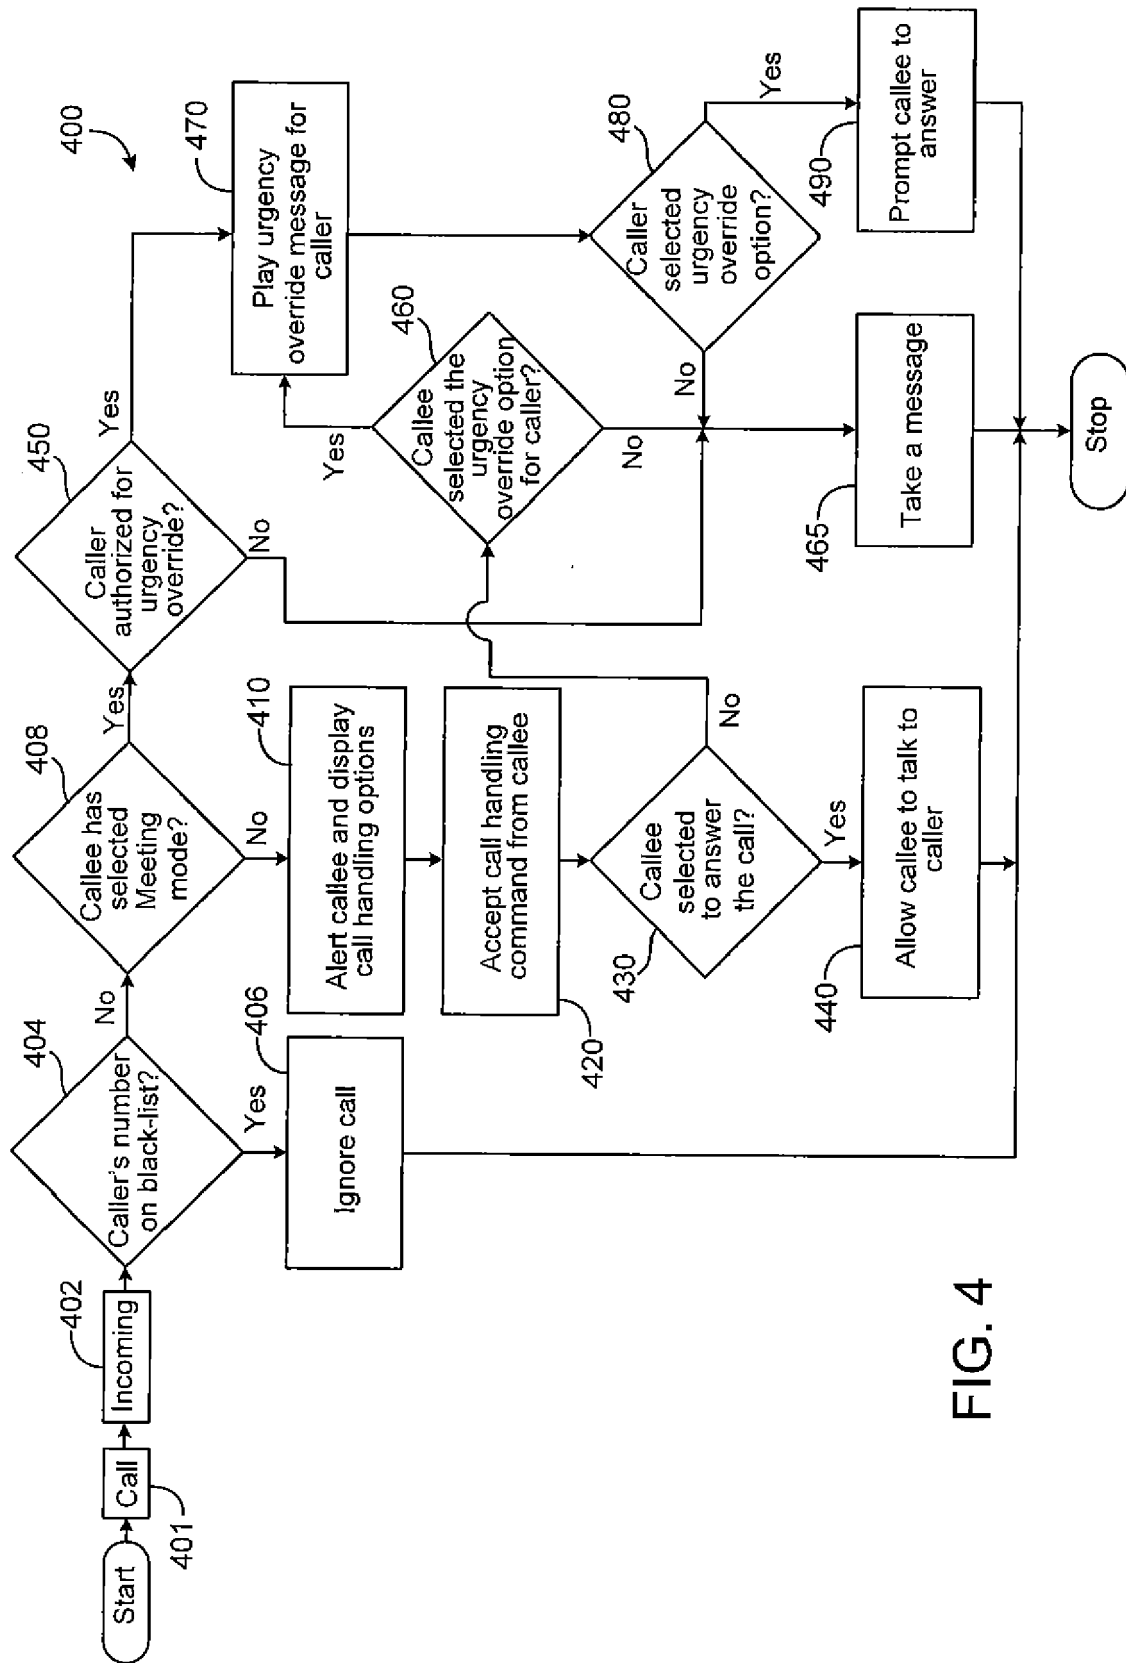 400
Start
Call
401
Incoming
402
Caller's number
on black-list?
404
No
Yes
Ignore call
406
Callee has
selected
Meeting
mode?
408
Yes
No
Alert callee and display
call handling options
410
Accept call handling
command from callee
420
Callee
selected
to answer
the call?
430
No
Yes
Allow callee to talk to
caller
440
Caller
authorized for
urgency
override?
450
Yes
No
Callee
selected the
urgency
override option
for caller?
460
Yes
No
Play urgency
override message for
caller
470
Caller
selected
urgency
override
option?
480
No
Yes
Take a message
465
Prompt callee to
answer
490
Stop
FIG. 4